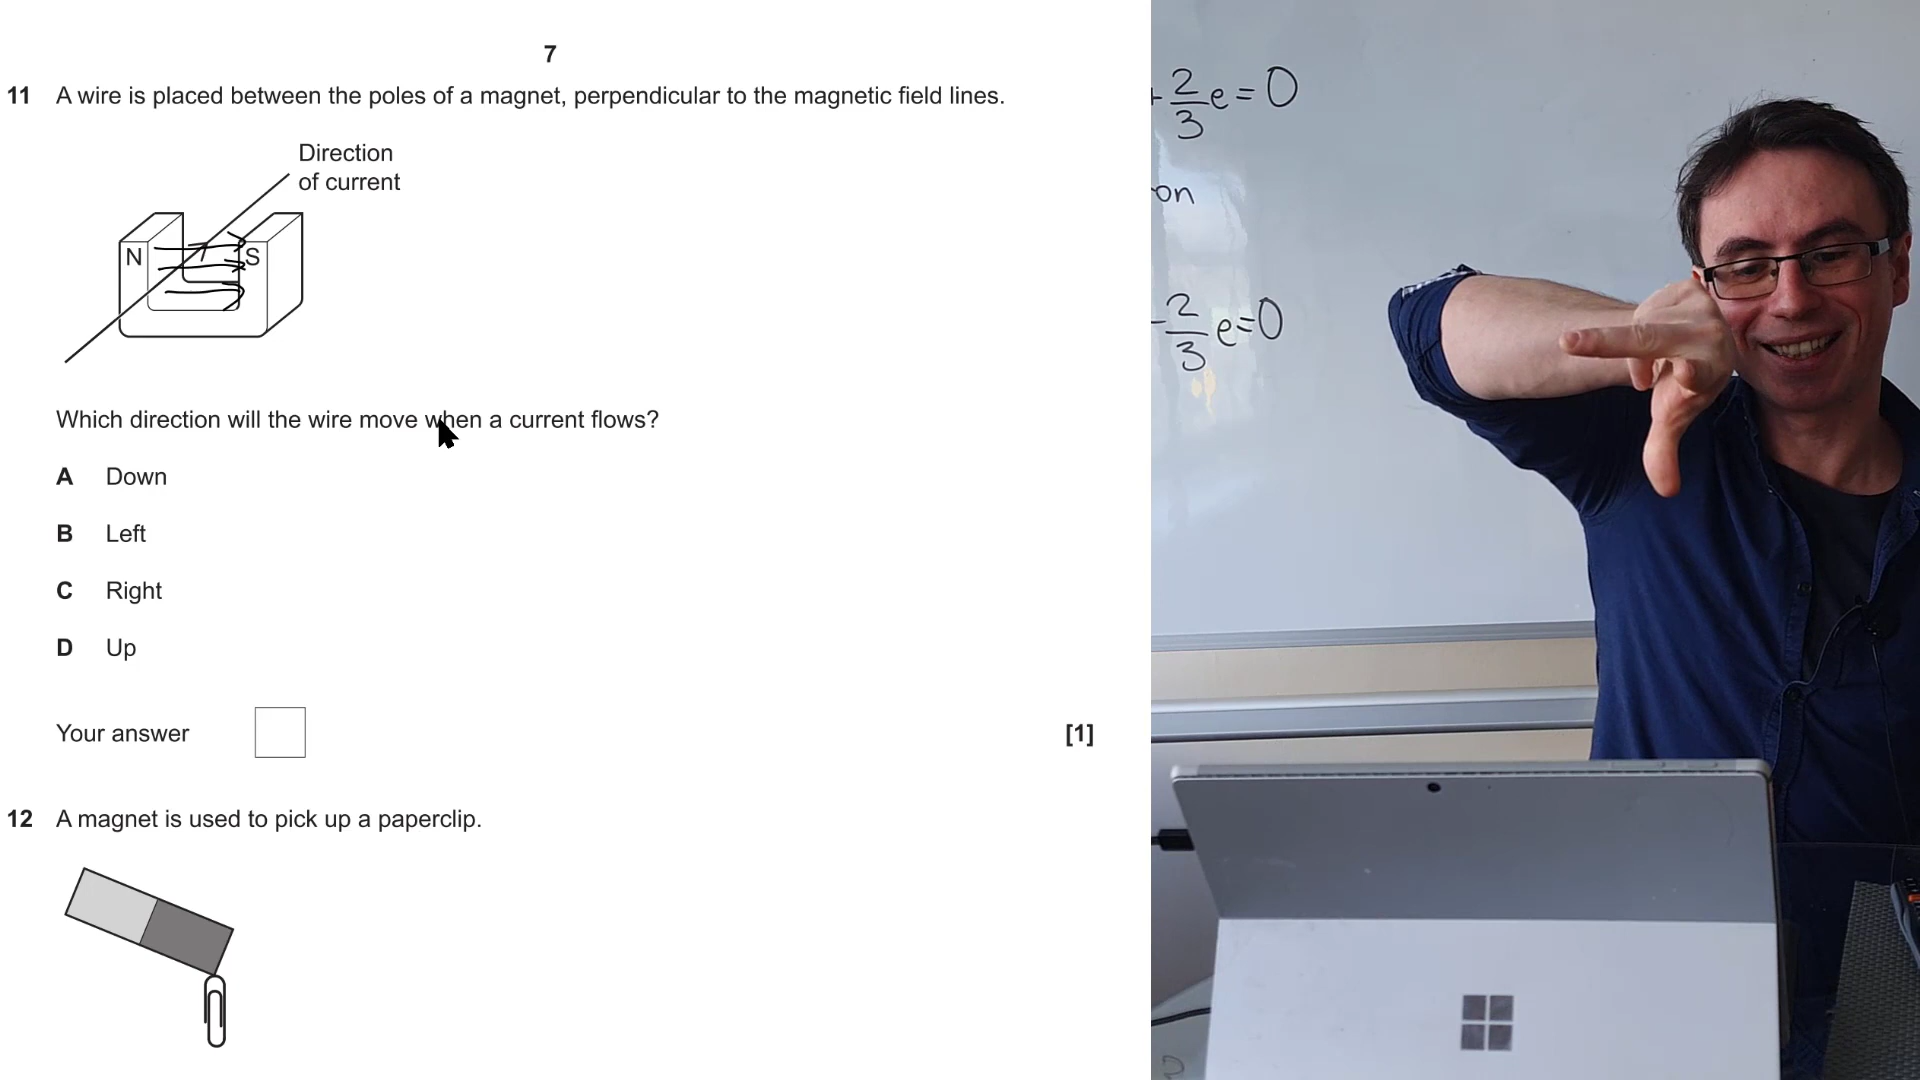 7
11 A wire is placed between the poles of a magnet, perpendicular to the magnetic field lines.
Direction
of current
N S
Which direction will the wire move when a current flows?
A Down
B Left
C Right
D Up
Your answer [1]
12 A magnet is used to pick up a paperclip.
+ 2/3 e = 0
on
- 2/3 e = 0